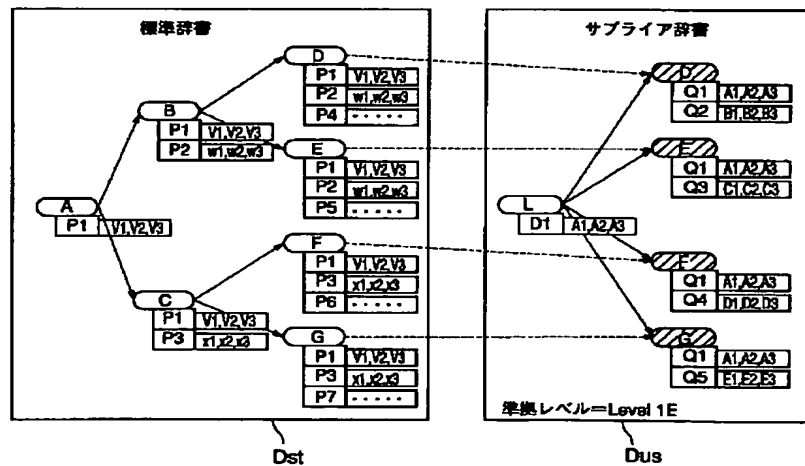 標準辞書
D
P1 V1,V2,V3
P2 w1,w2,w3
P4 - - - - -
B
P1 V1,V2,V3
P2 w1,w2,w3
E
P1 V1,V2,V3
P2 w1,w2,w3
P5 - - - - -
A
P1 V1,V2,V3
F
P1 V1,V2,V3
P3 x1,x2,x3
P6 - - - - -
C
P1 V1,V2,V3
P3 x1,x2,x3
G
P1 V1,V2,V3
P3 x1,x2,x3
P7 - - - - -
Dst
サプライア辞書
D
Q1 A1,A2,A3
Q2 B1,B2,B3
E
Q1 A1,A2,A3
Q3 C1,C2,C3
L
D1 A1,A2,A3
F
Q1 A1,A2,A3
Q4 D1,D2,D3
G
Q1 A1,A2,A3
Q5 E1,E2,E3
準拠レベル=Level 1E
Dus